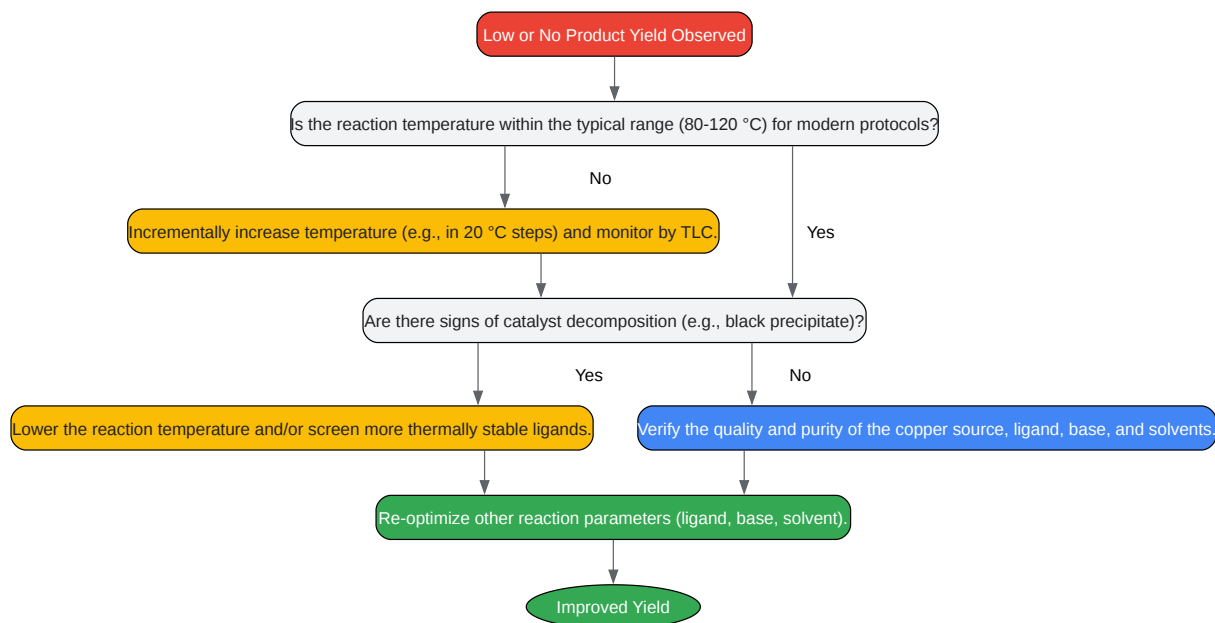 Low or No Product Yield Observed
Is the reaction temperature within the typical range (80-120 °C) for modern protocols?
No
Incrementally increase temperature (e.g., in 20 °C steps) and monitor by TLC.
Yes
Are there signs of catalyst decomposition (e.g., black precipitate)?
Yes
No
Lower the reaction temperature and/or screen more thermally stable ligands.
Verify the quality and purity of the copper source, ligand, base, and solvents.
Re-optimize other reaction parameters (ligand, base, solvent).
Improved Yield